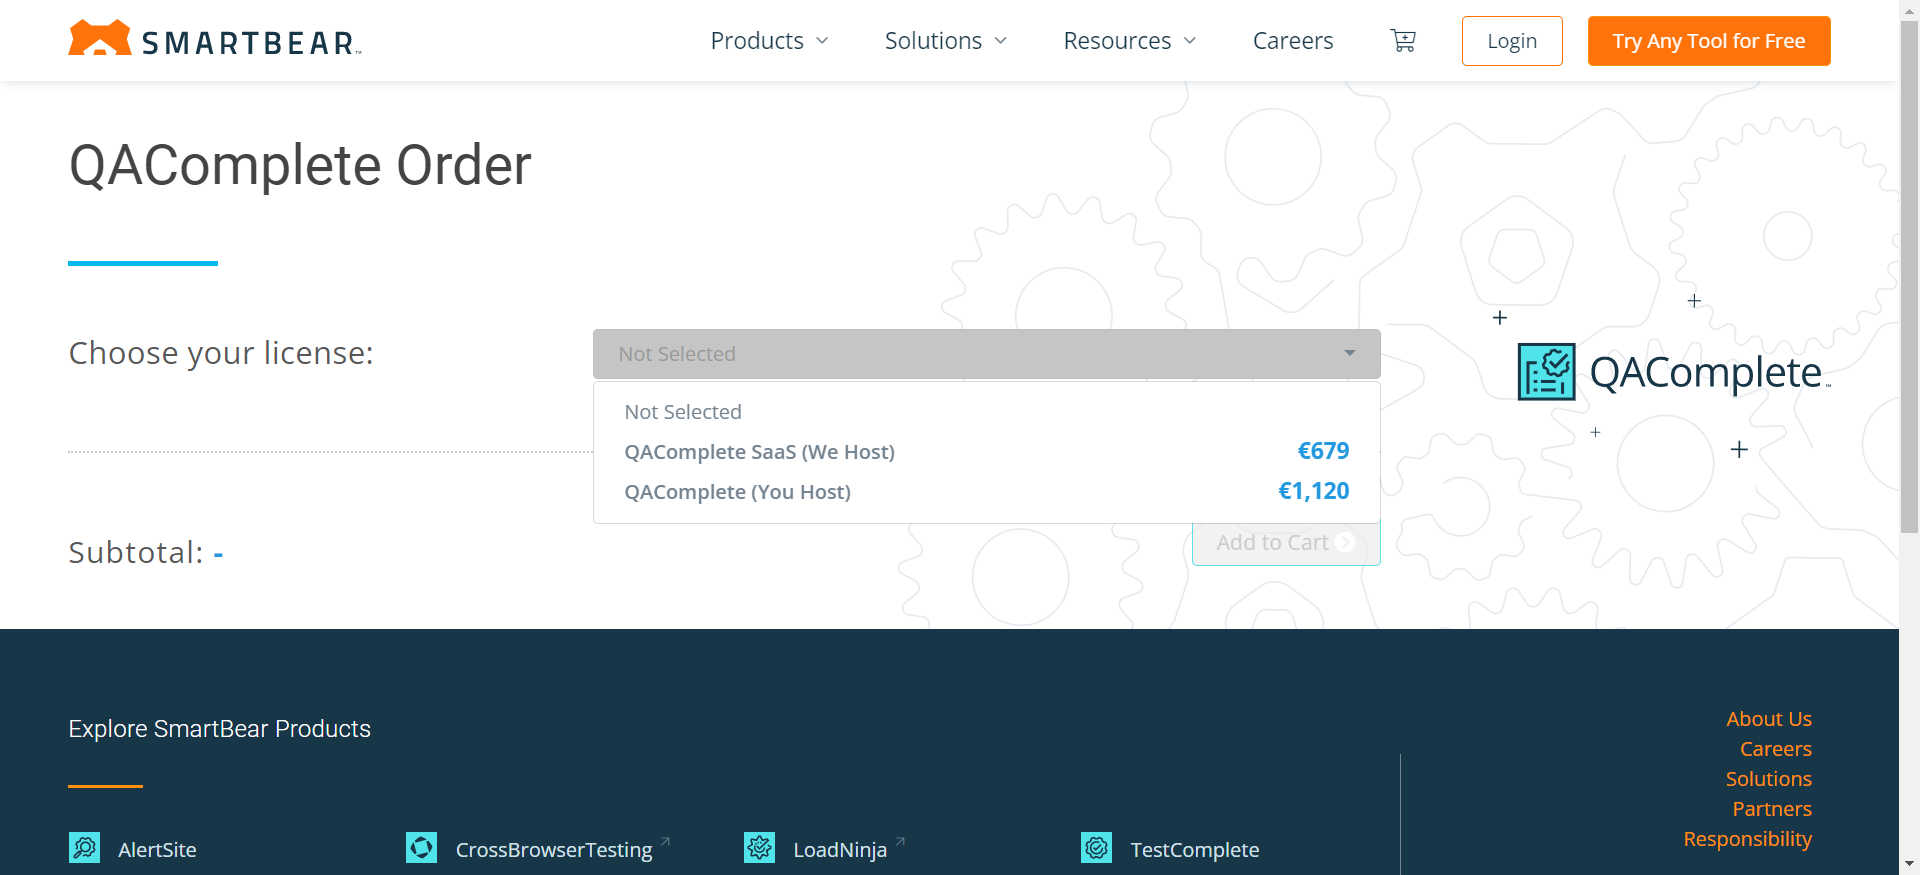 SMARTBEAR™
Products
Solutions
Resources
Careers
Login
Try Any Tool for Free
QAComplete Order
Choose your license:
Not Selected
Not Selected
QAComplete SaaS (We Host) €679
QAComplete (You Host) €1,120
QAComplete™
Subtotal: -
Add to Cart
Explore SmartBear Products
AlertSite
CrossBrowserTesting
LoadNinja
TestComplete
About Us
Careers
Solutions
Partners
Responsibility